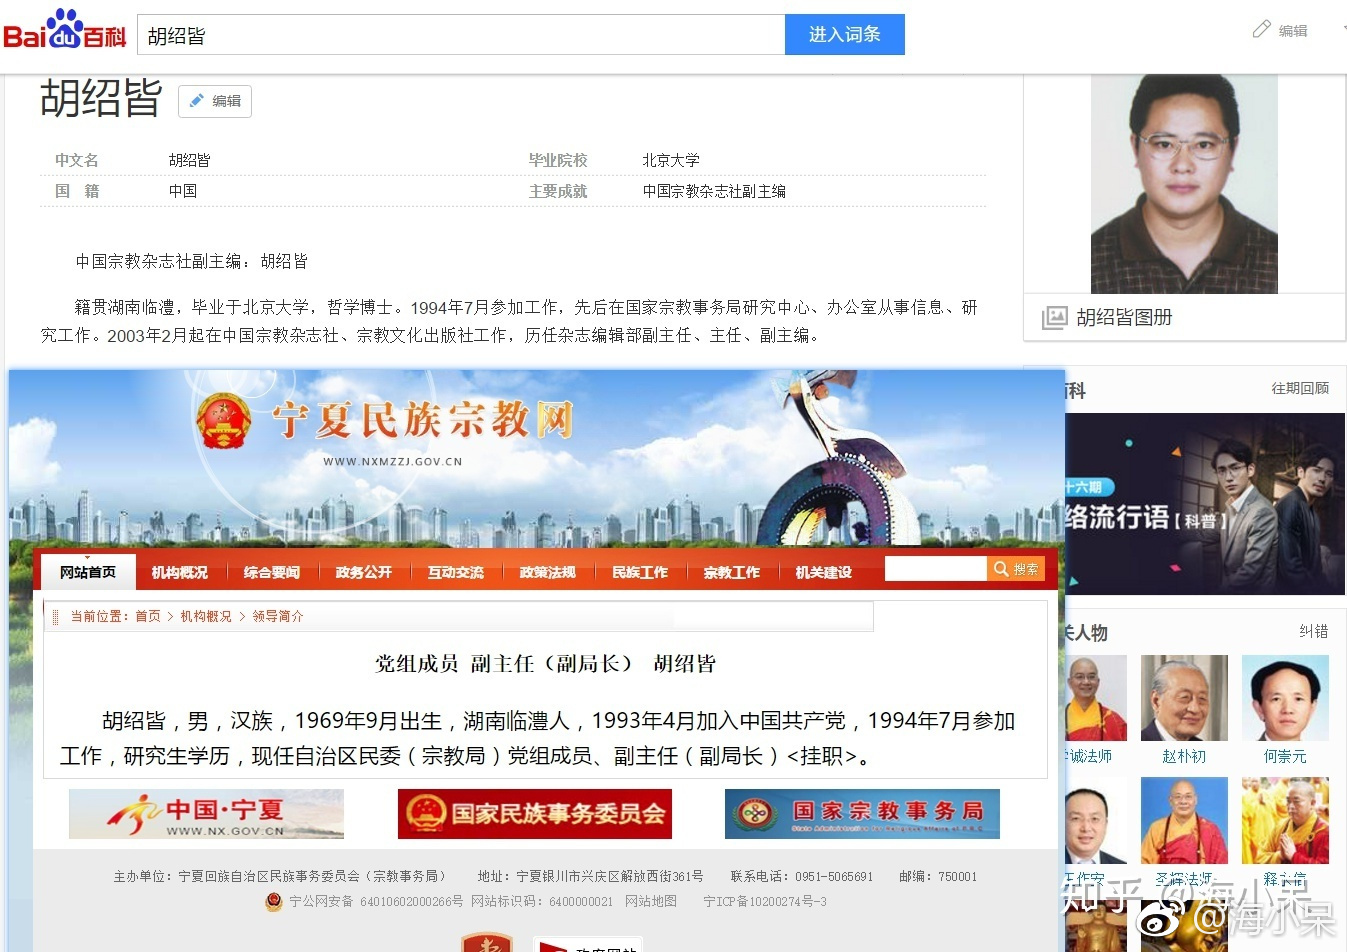 Bai du 百科
胡绍皆
进入词条
编辑
胡绍皆
编辑
中文名 胡绍皆 毕业院校 北京大学
国 籍 中国 主要成就 中国宗教杂志社副主编
中国宗教杂志社副主编：胡绍皆
籍贯湖南临澧，毕业于北京大学，哲学博士。1994年7月参加工作，先后在国家宗教事务局研究中心、办公室从事信息、研
究工作。2003年2月起在中国宗教杂志社、宗教文化出版社工作，历任杂志编辑部副主任、主任、副主编。
胡绍皆图册
百科 往期回顾
十六期
络流行语【科普】
关人物 纠错
学诚法师 赵朴初 何崇元
王作安 圣辉法师 释永信
宁夏民族宗教网
WWW.NXMZZJ.GOV.CN
网站首页 机构概况 综合要闻 政务公开 互动交流 政策法规 民族工作 宗教工作 机关建设 搜索
当前位置：首页 > 机构概况 > 领导简介
党组成员 副主任（副局长） 胡绍皆
胡绍皆，男，汉族，1969年9月出生，湖南临澧人，1993年4月加入中国共产党，1994年7月参加
工作，研究生学历，现任自治区民委（宗教局）党组成员、副主任（副局长）<挂职>。
中国·宁夏
WWW.NX.GOV.CN
国家民族事务委员会
国家宗教事务局
State Administration for Religious Affairs of P.R.C
主办单位：宁夏回族自治区民族事务委员会（宗教事务局） 地址：宁夏银川市兴庆区解放西街361号 联系电话：0951-5065691 邮编：750001
宁公网安备 64010602000266号 网站标识码：6400000021 网站地图 宁ICP备10200274号-3
政府网站
知乎 @海小呆
@海小呆